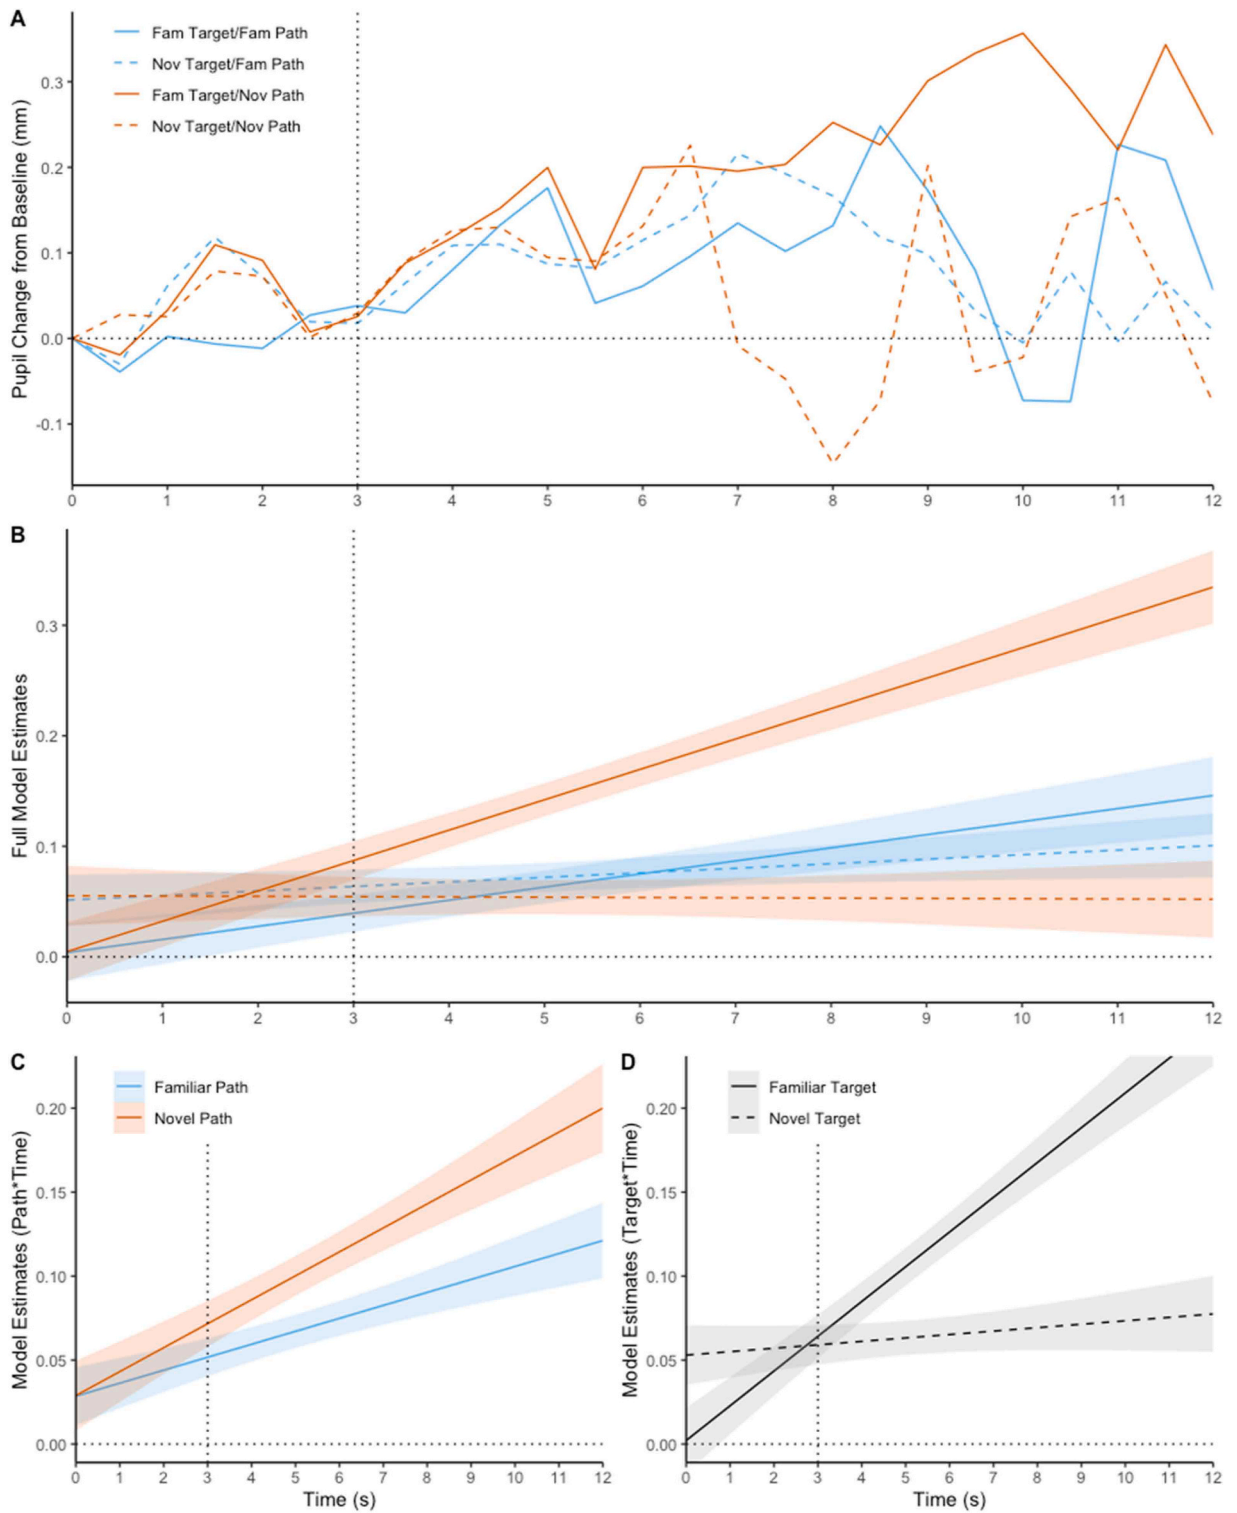 A
Fam Target/Fam Path
Nov Target/Fam Path
Fam Target/Nov Path
Nov Target/Nov Path
Pupil Change from Baseline (mm)
0.3
0.2
0.1
0.0
-0.1
0 1 2 3 4 5 6 7 8 9 10 11 12
B
Full Model Estimates
0.3
0.2
0.1
0.0
0 1 2 3 4 5 6 7 8 9 10 11 12
C
Familiar Path
Novel Path
Model Estimates (Path*Time)
0.20
0.15
0.10
0.05
0.00
0 1 2 3 4 5 6 7 8 9 10 11 12
Time (s)
D
Familiar Target
Novel Target
Model Estimates (Target*Time)
0.20
0.15
0.10
0.05
0.00
0 1 2 3 4 5 6 7 8 9 10 11 12
Time (s)